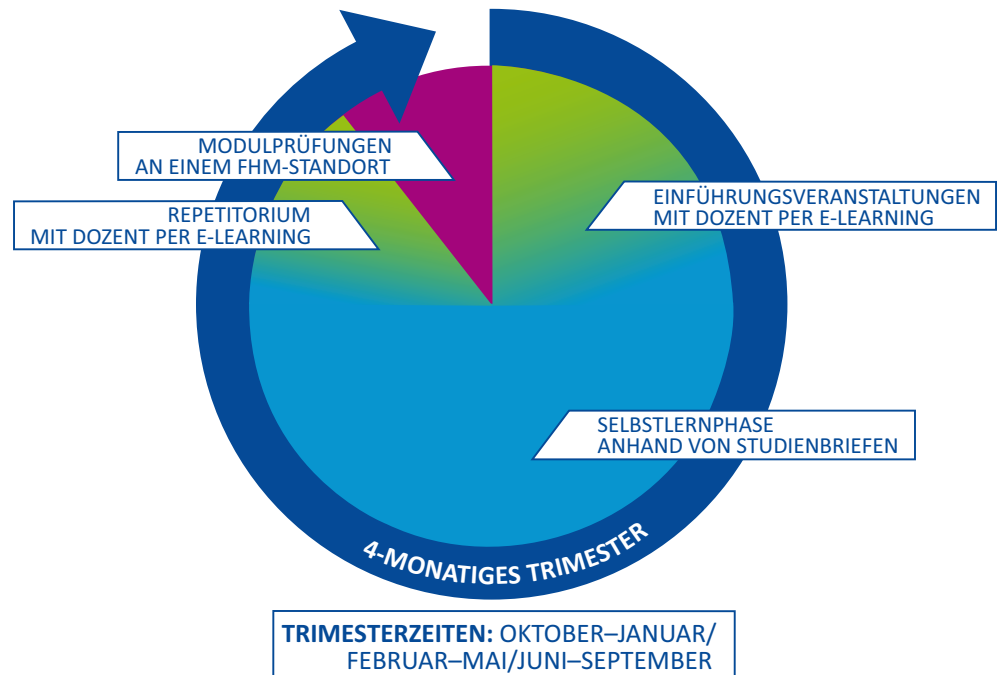 MODULPRÜFUNGEN
AN EINEM FHM-STANDORT
REPETITORIUM
MIT DOZENT PER E-LEARNING
EINFÜHRUNGSVERANSTALTUNGEN
MIT DOZENT PER E-LEARNING
SELBSTLERNPHASE
ANHAND VON STUDIENBRIEFEN
4-MONATIGES TRIMESTER
TRIMESTERZEITEN: OKTOBER–JANUAR/
FEBRUAR–MAI/JUNI–SEPTEMBER